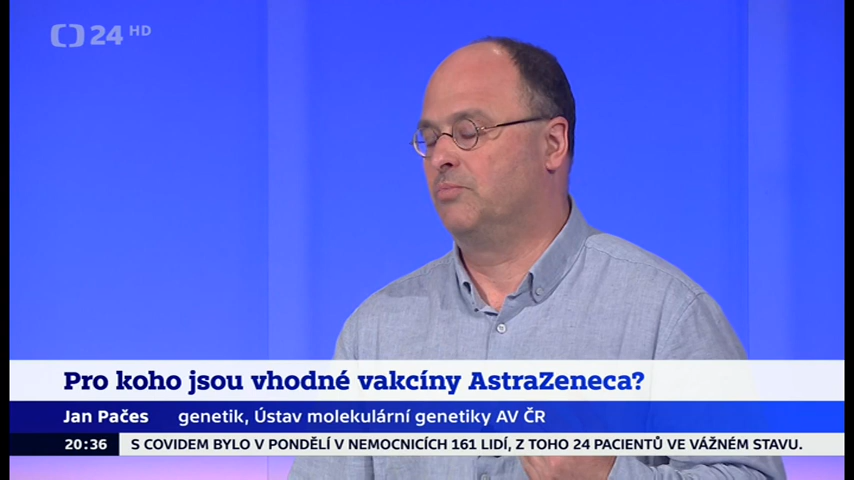 24 HD
Pro koho jsou vhodné vakcíny AstraZeneca?
Jan Pačes genetik, Ústav molekulární genetiky AV ČR
20:36 S COVIDEM BYLO V PONDĚLÍ V NEMOCNICÍCH 161 LIDÍ, Z TOHO 24 PACIENTŮ VE VÁŽNÉM STAVU.